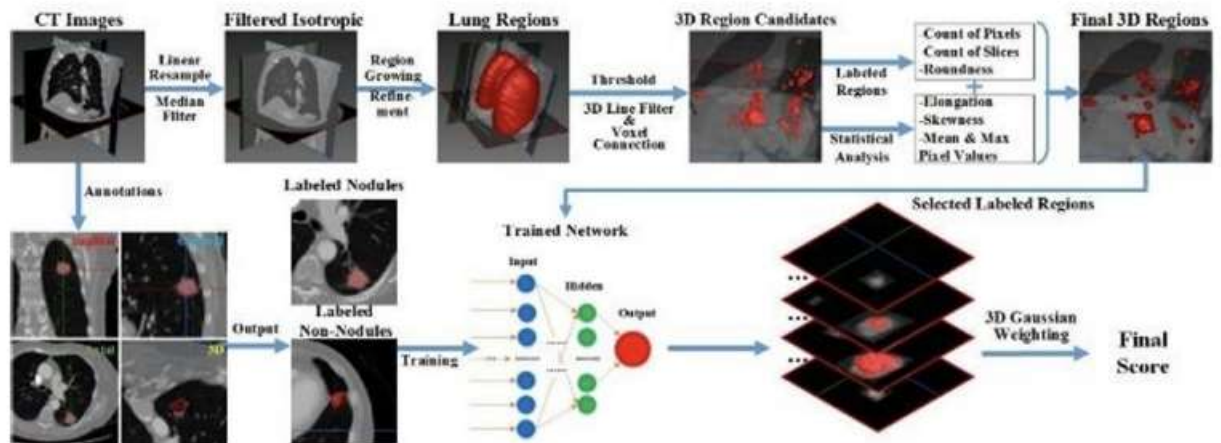 CT Images
Filtered Isotropic
Lung Regions
3D Region Candidates
Final 3D Regions
Linear
Resample
Median
Filter
Region
Growing
Refine-
ment
Threshold
3D Line Filter
&
Voxel
Connection
Labeled
Regions
Statistical
Analysis
-Count of Pixels
-Count of Slices
-Roundness
-Elongation
-Skewness
-Mean & Max
Pixel Values
Annotations
Labeled Nodules
Selected Labeled Regions
Trained Network
Input
Hidden
Output
3D
Output
Labeled
Non-Nodules
Training
3D Gaussian
Weighting
Final
Score